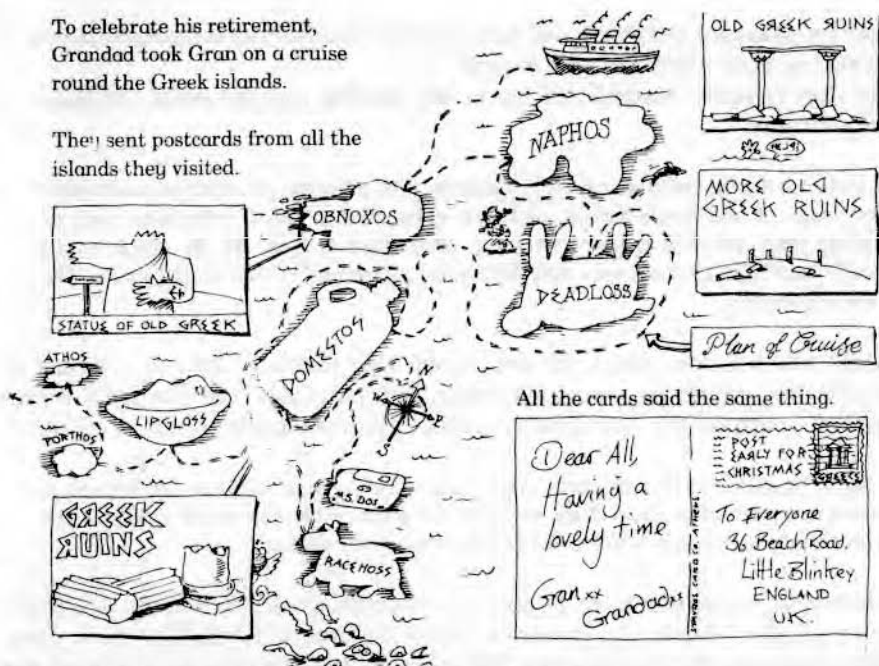 To celebrate his retirement,
Grandad took Gran on a cruise
round the Greek islands.
They sent postcards from all the
islands they visited.
OLD GREEK RUINS
NAPHOS
OBNOXOS
MORE OLD
GREEK RUINS
DEADLOSS
STATUE OF OLD GREEK
DOMESTOS
Plan of Cruise
ATHOS
LIPGLOSS
PORTHOS
N
S
All the cards said the same thing.
M.S. DOS
RACEHOSS
GREEK
RUINS
Dear All,
Having a
lovely time
Gran xx
Grandad xx
POST
EARLY FOR
CHRISTMAS
GREECE
To Everyone
36 Beach Road,
Little Blinkey
ENGLAND
UK.